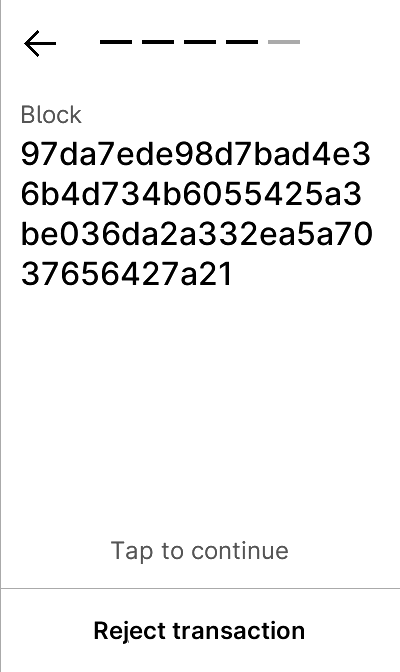 Block
97da7ede98d7bad4e3
6b4d734b6055425a3
be036da2a332ea5a70
37656427a21
Tap to continue
Reject transaction